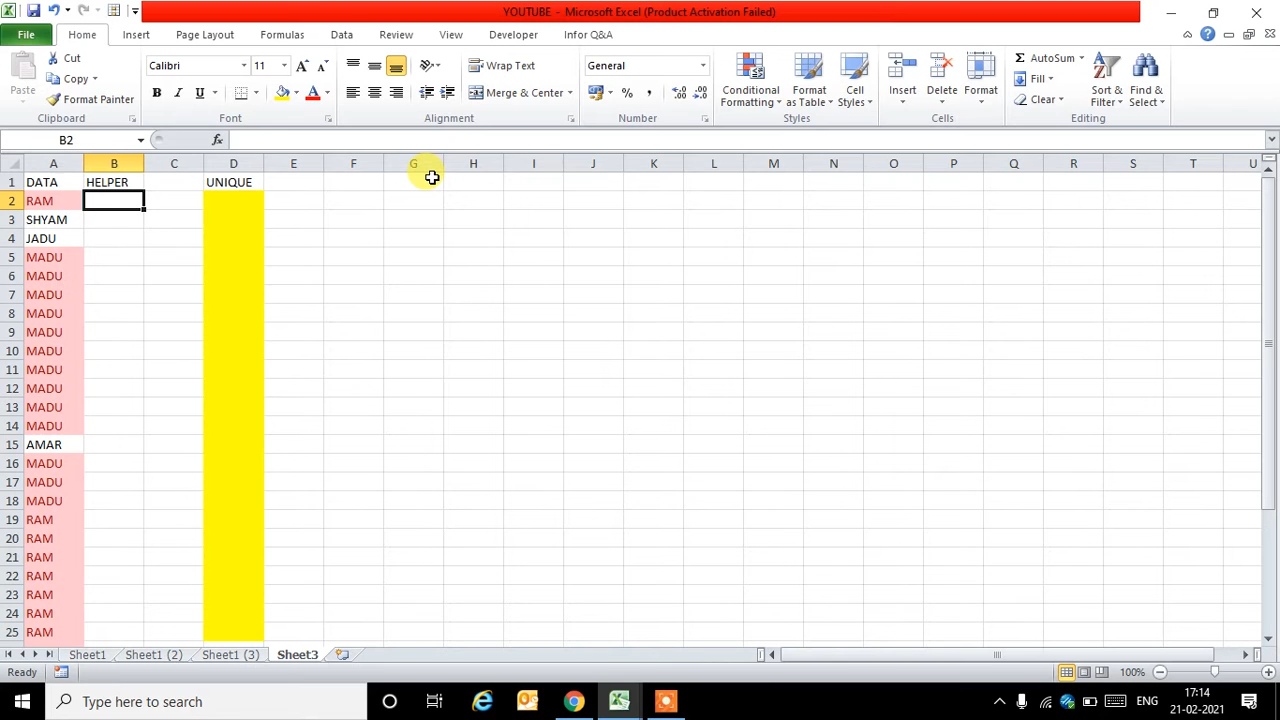 YOUTUBE - Microsoft Excel (Product Activation Failed)
File Home Insert Page Layout Formulas Data Review View Developer Infor Q&A
Paste Cut Copy Format Painter Clipboard
Calibri 11 B I U A Font
Wrap Text Merge & Center Alignment
General % , Number
Conditional Formatting Format as Table Cell Styles Styles
Insert Delete Format Cells
Σ AutoSum Fill Clear Sort & Filter Find & Select Editing
B2 fx
A B C D E F G H I J K L M N O P Q R S T U
1 DATA HELPER UNIQUE
2 RAM
3 SHYAM
4 JADU
5 MADU
6 MADU
7 MADU
8 MADU
9 MADU
10 MADU
11 MADU
12 MADU
13 MADU
14 MADU
15 AMAR
16 MADU
17 MADU
18 MADU
19 RAM
20 RAM
21 RAM
22 RAM
23 RAM
24 RAM
25 RAM
Sheet1 Sheet1 (2) Sheet1 (3) Sheet3
Ready 100%
Type here to search ENG 17:14
21-02-2021